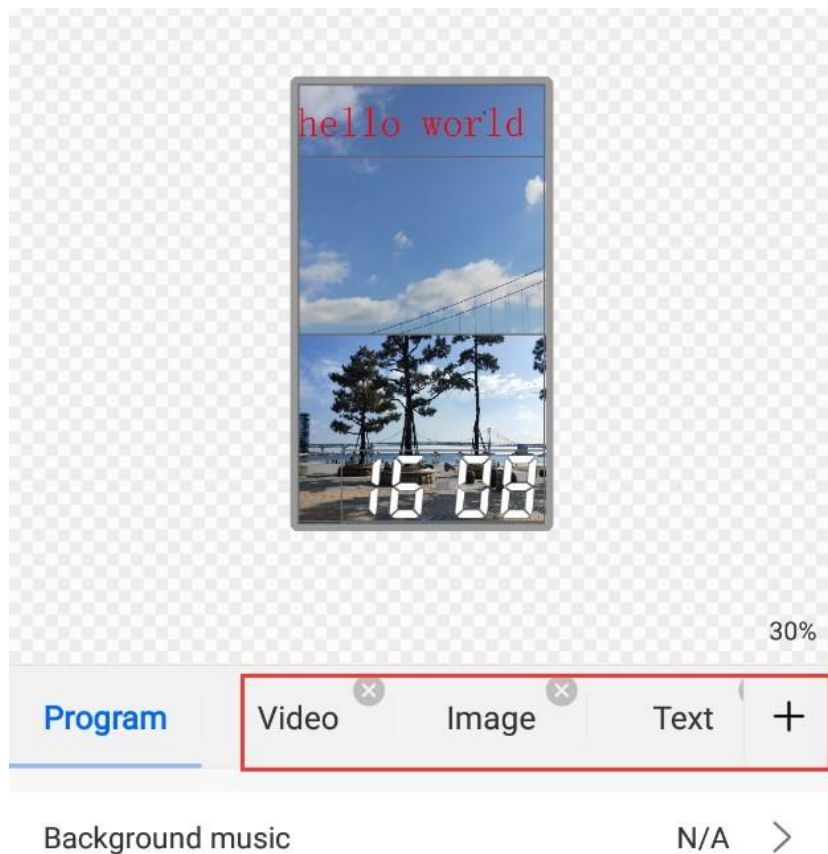 hello world
16 08
30%
Program Video Image Text +
Background music N/A >